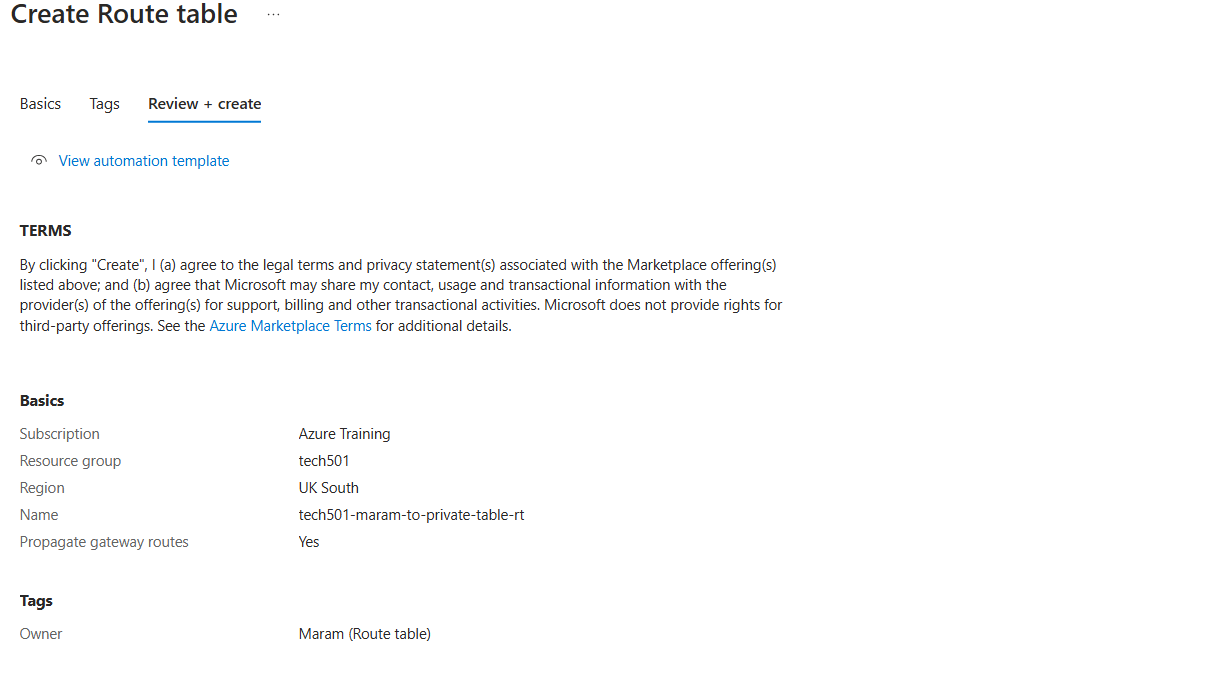 Create Route table ...
Basics Tags Review + create
View automation template
TERMS
By clicking "Create", I (a) agree to the legal terms and privacy statement(s) associated with the Marketplace offering(s)
listed above; and (b) agree that Microsoft may share my contact, usage and transactional information with the
provider(s) of the offering(s) for support, billing and other transactional activities. Microsoft does not provide rights for
third-party offerings. See the Azure Marketplace Terms for additional details.
Basics
Subscription Azure Training
Resource group tech501
Region UK South
Name tech501-maram-to-private-table-rt
Propagate gateway routes Yes
Tags
Owner Maram (Route table)